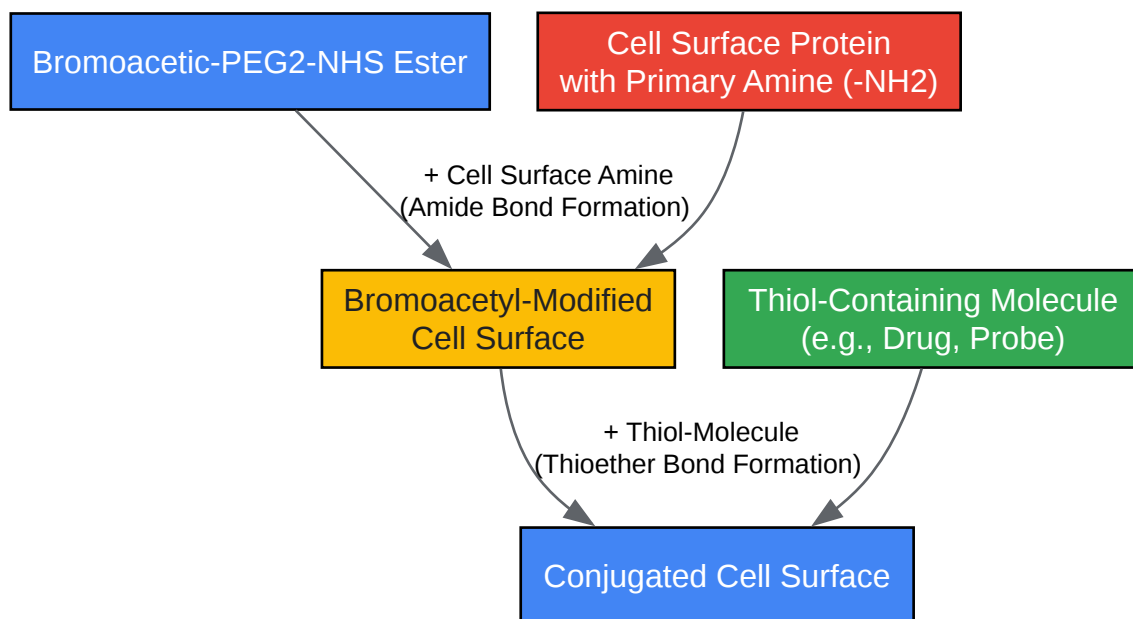 Bromoacetic-PEG2-NHS Ester
Cell Surface Protein
with Primary Amine (-NH2)
+ Cell Surface Amine
(Amide Bond Formation)
Bromoacetyl-Modified
Cell Surface
Thiol-Containing Molecule
(e.g., Drug, Probe)
+ Thiol-Molecule
(Thioether Bond Formation)
Conjugated Cell Surface